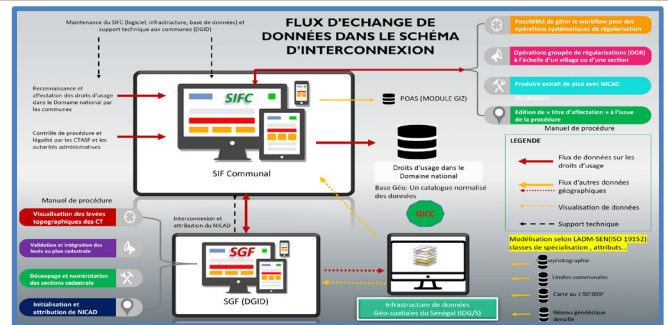 FLUX D'ECHANGE DE
DONNÉES DANS LE SCHÉMA
D'INTERCONNEXION
Maintenance du SIFC (logiciel, infrastructure, base de données) et
support technique aux communes (DGID)
Reconnaissance et
affectation des droits d'usage
dans le Domaine national par
les communes
Contrôle de procédure et
légalité par les CTASF et les
autorités administratives
SIFC
SIF Communal
POAS (MODULE GIZ)
Droits d'usage dans le
Domaine national
Base Géo: Un catalogue normalisé
des données
GICC
Possibilité de gérer le workflow pour des
opérations systématiques de régularisation
Opérations groupée de régularisations (OGR)
à l'échelle d'un village ou d'une section
Produire extrait de plan avec NICAD
Edition de « titre d'affectation » à l'issue
de la procédure
Manuel de procédure
LEGENDE
Flux de données sur les
droits d'usage
Flux d'autres données
géographiques
Visualisation de données
Support technique
Modélisation selon LADM-SEN(ISO 19152)
classes de spécialisation , attributs...
Limites communales
Carte au 1:50'000e
Réseau géodésique
densifié
Manuel de procédure
Visualisation des levées
topographiques des CT
Validation et intégration des
levés au plan cadastrale
Découpage et numérotation
des sections cadastrale
Initialisation et
attribution de NICAD
Interconnexion et
attribution du NICAD
SGF
SGF (DGID)
Infrastructure de données
Géo-spatiales du Sénégal (IDG/S)